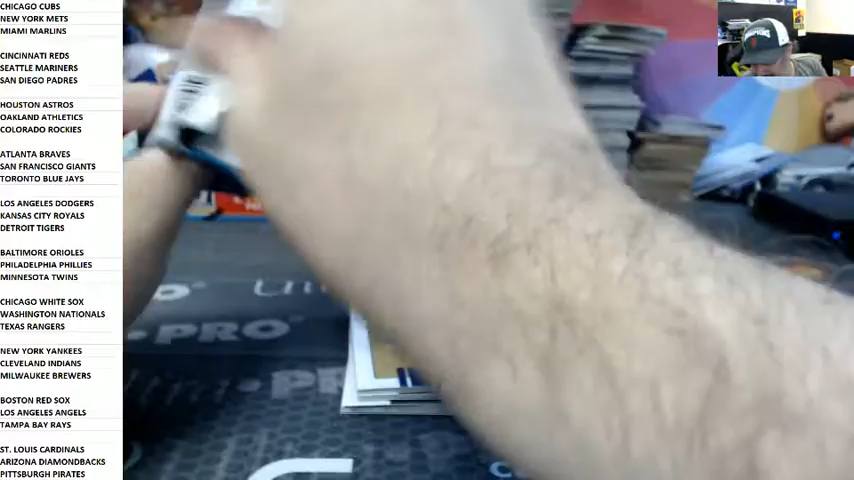 CHICAGO CUBS
NEW YORK METS
MIAMI MARLINS
CINCINNATI REDS
SEATTLE MARINERS
SAN DIEGO PADRES
HOUSTON ASTROS
OAKLAND ATHLETICS
COLORADO ROCKIES
ATLANTA BRAVES
SAN FRANCISCO GIANTS
TORONTO BLUE JAYS
LOS ANGELES DODGERS
KANSAS CITY ROYALS
DETROIT TIGERS
BALTIMORE ORIOLES
PHILADELPHIA PHILLIES
MINNESOTA TWINS
CHICAGO WHITE SOX
WASHINGTON NATIONALS
TEXAS RANGERS
NEW YORK YANKEES
CLEVELAND INDIANS
MILWAUKEE BREWERS
BOSTON RED SOX
LOS ANGELES ANGELS
TAMPA BAY RAYS
ST. LOUIS CARDINALS
ARIZONA DIAMONDBACKS
PITTSBURGH PIRATES
PRO